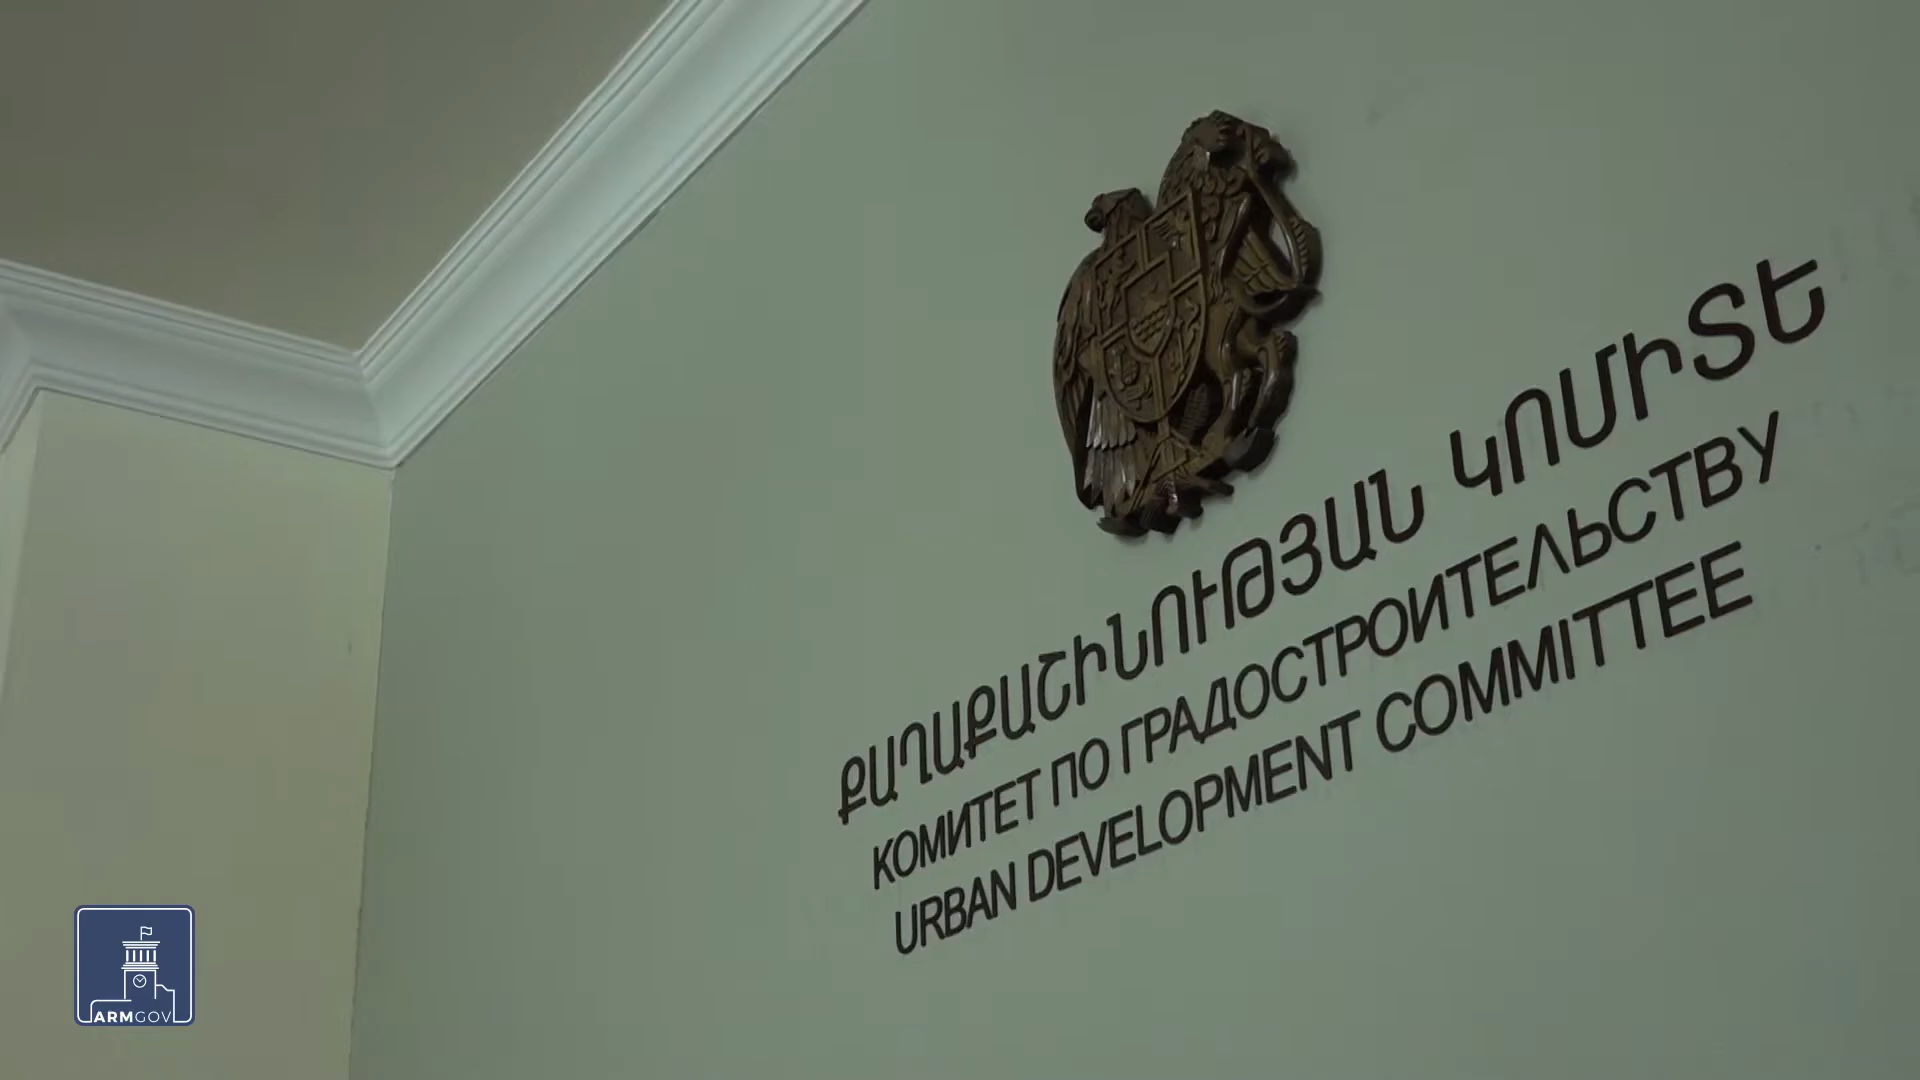 ՔԱՂԱՔԱՇԻՆՈՒԹՅԱՆ ԿՈՄԻՏԵ
КОМИТЕТ ПО ГРАДОСТРОИТЕЛЬСТВУ
URBAN DEVELOPMENT COMMITTEE
ARMGOV